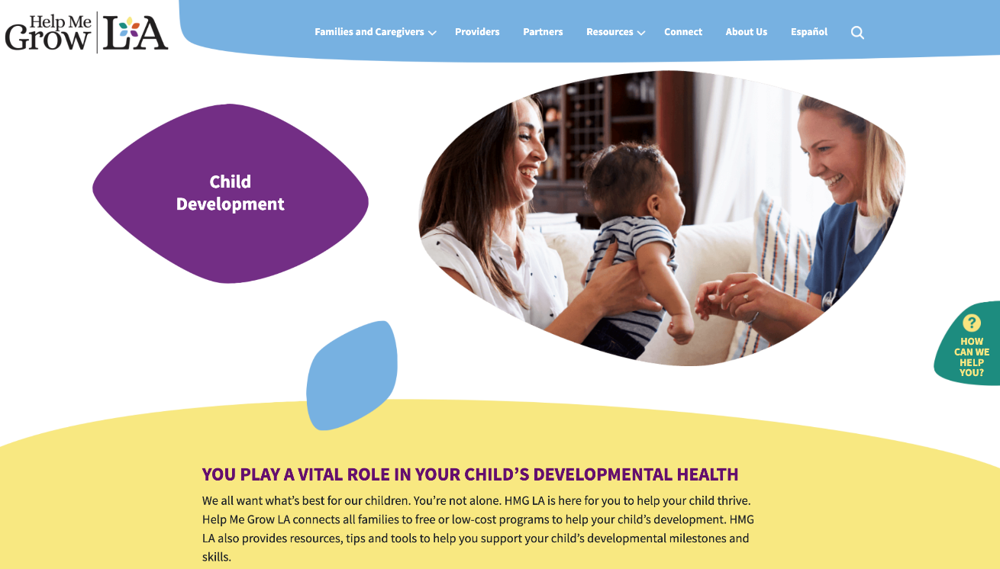 Help Me
Grow
LA
Families and Caregivers
Providers
Partners
Resources
Connect
About Us
Español
Child
Development
?
HOW
CAN WE
HELP
YOU?
YOU PLAY A VITAL ROLE IN YOUR CHILD’S DEVELOPMENTAL HEALTH
We all want what’s best for our children. You’re not alone. HMG LA is here for you to help your child thrive.
Help Me Grow LA connects all families to free or low-cost programs to help your child’s development. HMG
LA also provides resources, tips and tools to help you support your child’s developmental milestones and
skills.